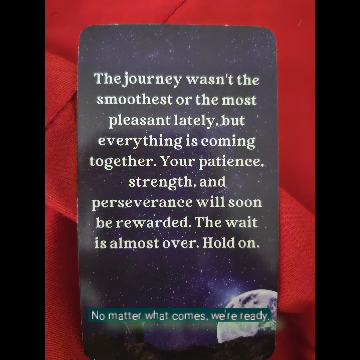 The journey wasn't the
smoothest or the most
pleasant lately, but
everything is coming
together. Your patience,
strength, and
perseverance will soon
be rewarded. The wait
is almost over. Hold on.
No matter what comes, we're ready.